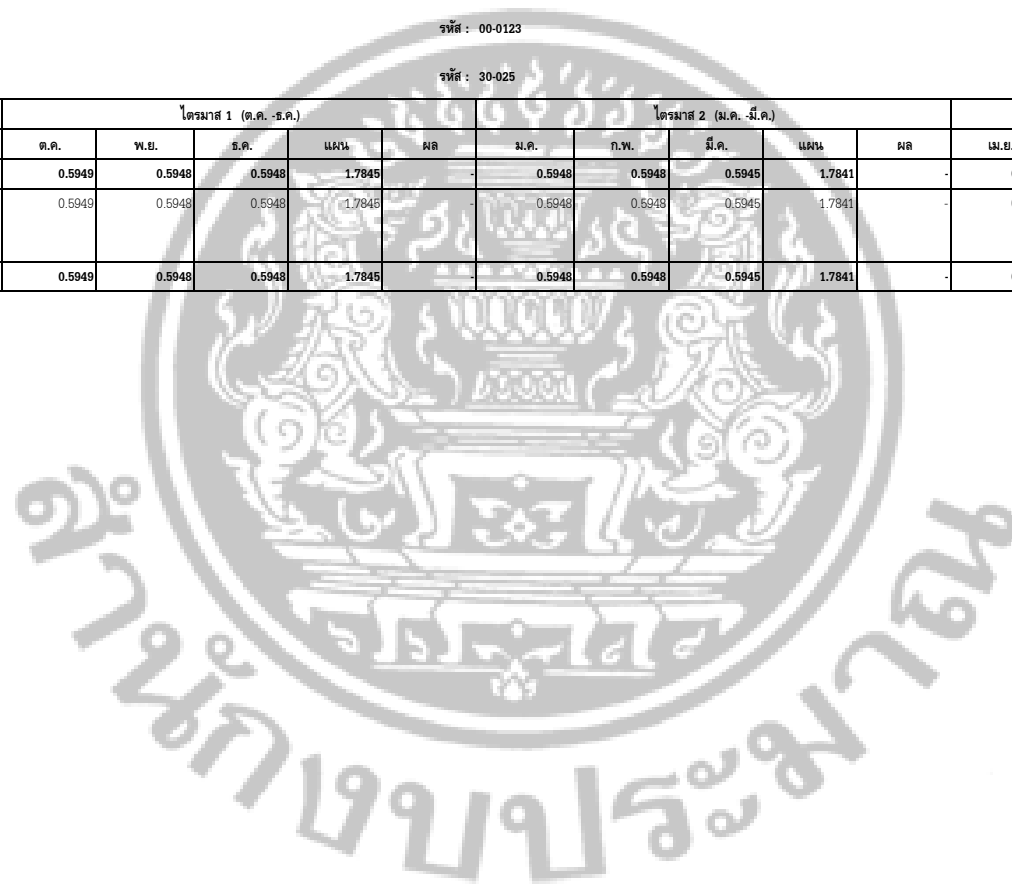 รหัส : 00-0123
รหัส : 30-025
ไตรมาส 1 (ต.ค. -ธ.ค.) ไตรมาส 2 (ม.ค. -มี.ค.)
ต.ค. พ.ย. ธ.ค. แผน ผล ม.ค. ก.พ. มี.ค. แผน ผล เม.ย.
0.5949 0.5948 0.5948 1.7845 - 0.5948 0.5948 0.5945 1.7841 -
0.5949 0.5948 0.5948 1.7845 - 0.5948 0.5948 0.5945 1.7841 -
0.5949 0.5948 0.5948 1.7845 - 0.5948 0.5948 0.5945 1.7841 -
สำนักงบประมาณ